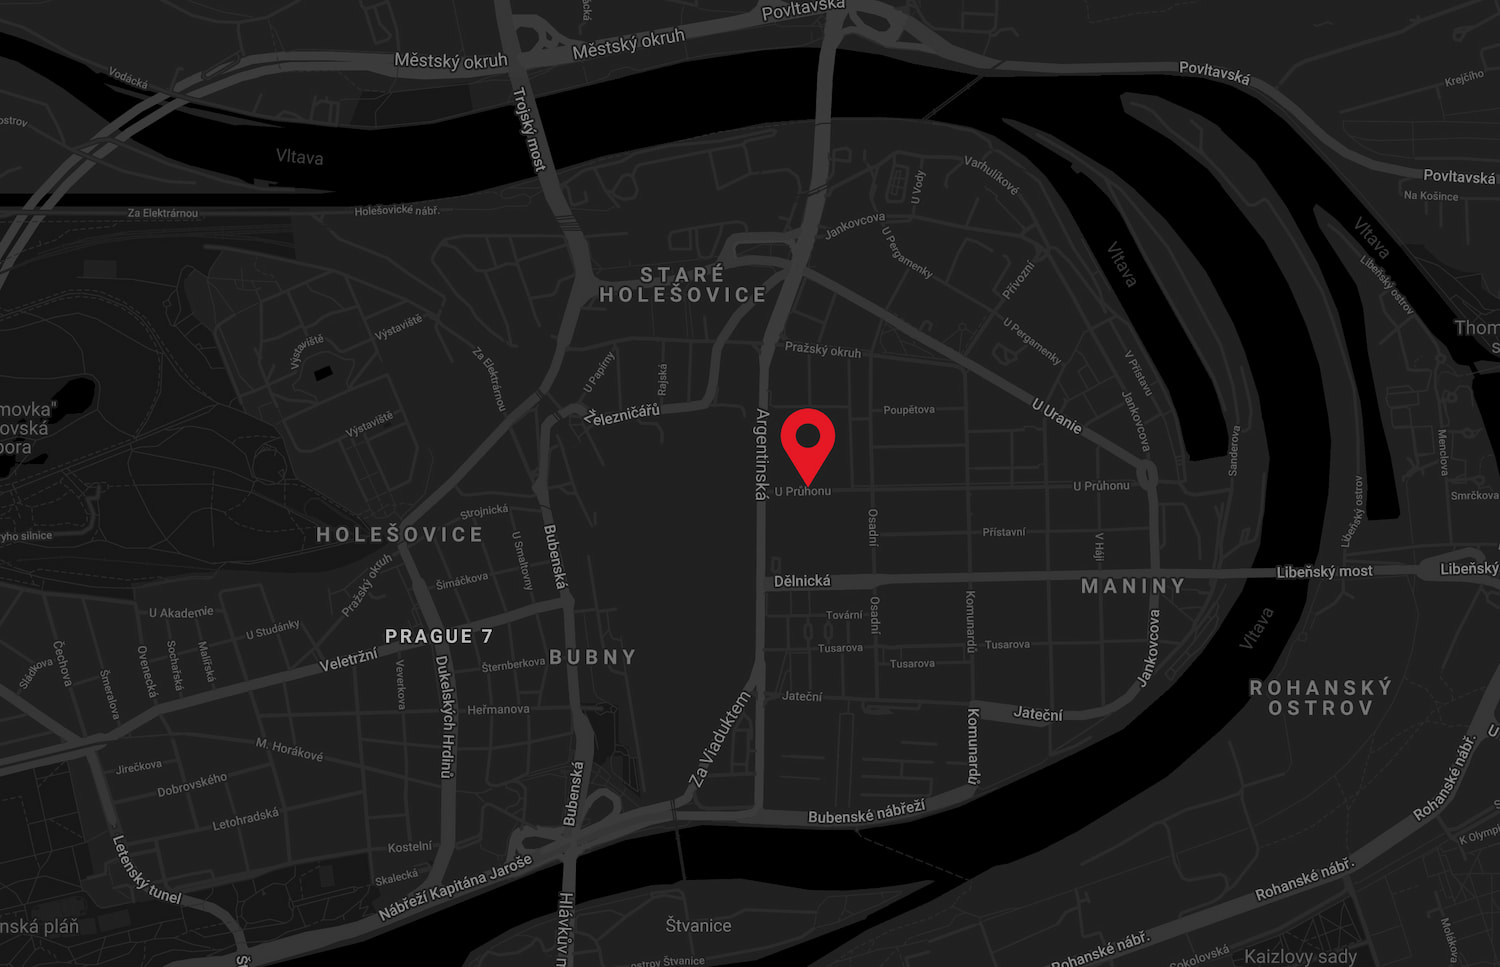 Povltavská
Městský okruh
Městský okruh
Vodácká
Povltavská
Krejčího
ostrov
Trojský most
Vltava
Varhulíkové
U Vody
Povltavská
Na Košince
Za Elektrárnou
Holešovické nábř.
Jankovcova
U Pergamenky
Přívozní
Vltava
Vltava
Libeňský ostrov
STARÉ
HOLEŠOVICE
Výstaviště
Výstaviště
Za Elektrárnou
U Papírny
Rajská
Pražský okruh
U Pergamenky
V Přístavu
Thom
s
movka"
ovská
bora
Výstaviště
Železničářů
Argentinská
Poupětova
U Uranie
Jankovcova
Sanderova
Menclova
U Průhonu
U Průhonu
Smrčkova
Libeňský ostrov
Libeňský ostrov
Strojnická
HOLEŠOVICE
ryho silnice
Bubenská
U Smaltovny
Osadní
Přístavní
V Háji
Pražský okruh
Šimáčkova
Dělnická
MANINY
Libeňský most
Libeňský
U Akademie
U Studánky
PRAGUE 7
Tovární
Osadní
Komunardů
Jankovcova
Vltava
Sládkova
Čechova
Ovenecká
Sochařská
Malířská
Šmeralova
Veletržní
Veverkova
Dukelských Hrdinů
Šternberkova
BUBNY
Tusarova
Tusarova
Tusarova
Heřmanova
Jateční
Jateční
Komunardů
ROHANSKÝ
OSTROV
M. Horákové
Jirečkova
Dobrovského
Letohradská
Za Viaduktem
Bubenská
Bubenské nábřeží
Rohanské nábř.
Kostelní
Skalecká
Letenský tunel
Nábřeží Kapitána Jaroše
Hlávkův m
Štvanice
ostrov Štvanice
nská pláň
Rohanské nábř.
Rohanské nábř.
K Olymp
Sokolovská
Kaizlovy sady
Molákova